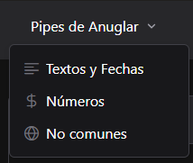 Pipes de Anuglar
Textos y Fechas
$ Números
No comunes